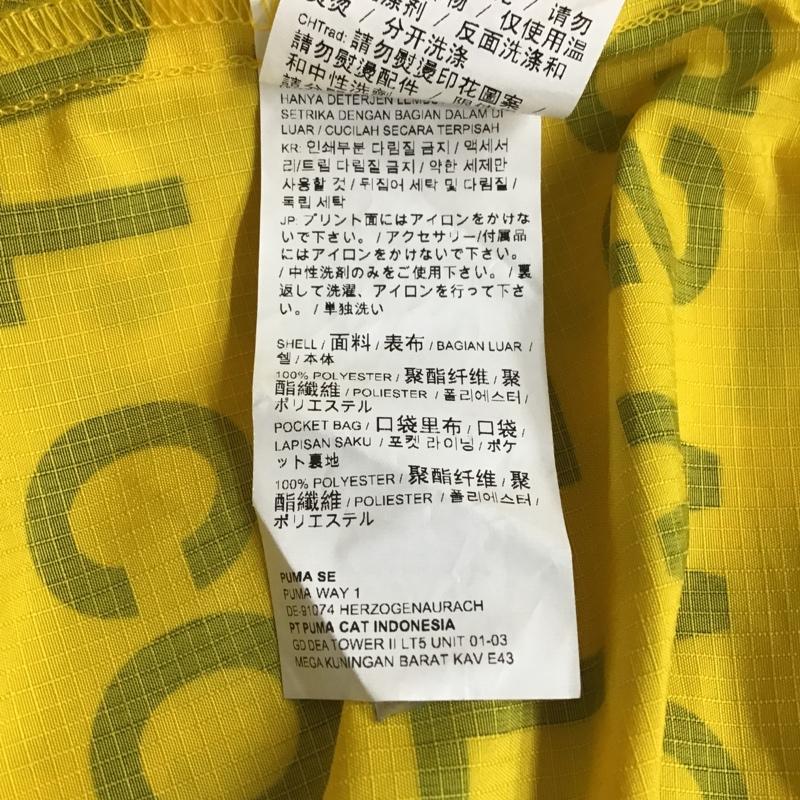 请勿
涤剂 / 仅使用温
分开洗涤 / 反面洗涤和
CHTrad: 請勿熨燙印花圖案 /
請勿熨燙配件 /
和中性洗劑
HANYA DETERJEN
SETRIKA DENGAN BAGIAN DALAM DI
LUAR / CUCILAH SECARA TERPISAH
KR: 인쇄부분 다림질 금지 / 액세서
리/트림 다림질 금지 / 약한 세제만
사용할 것 / 뒤집어 세탁 및 다림질 /
독립 세탁
JP: プリント面にはアイロンをかけな
いで下さい。 / アクセサリー/付属品
にはアイロンをかけないで下さい。
/ 中性洗剤のみをご使用下さい。 / 裏
返して洗濯、アイロンを行って下さ
い。 / 単独洗い
SHELL / 面料 / 表布 / BAGIAN LUAR /
쉘 / 本体
100% POLYESTER / 聚酯纤维 / 聚
酯纖維 / POLIESTER / 폴리에스터 /
ポリエステル
POCKET BAG / 口袋里布 / 口袋 /
LAPISAN SAKU / 포켓 라이닝 / ポケ
ット裏地
100% POLYESTER / 聚酯纤维 / 聚
酯纖維 / POLIESTER / 폴리에스터 /
ポリエステル
PUMA SE
PUMA WAY 1
DE-91074 HERZOGENAURACH
PT PUMA CAT INDONESIA
GD DEA TOWER II LT5 UNIT 01-03
MEGA KUNINGAN BARAT KAV E43